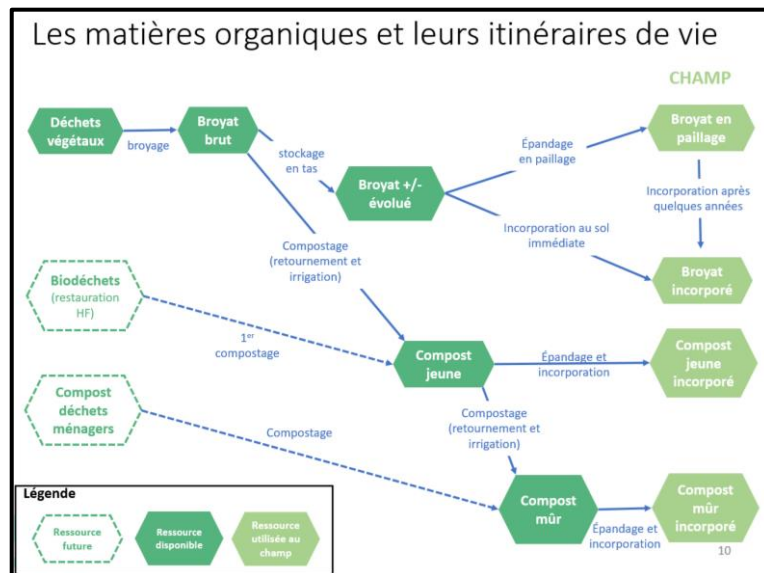 Les matières organiques et leurs itinéraires de vie
CHAMP
Déchets
végétaux
broyage
Broyat
brut
stockage
en tas
Broyat +/-
évolué
Épandage
en paillage
Broyat en
paillage
Incorporation après
quelques années
Incorporation au sol
immédiate
Broyat
incorporé
Compostage
(retournement et
irrigation)
Biodéchets
(restauration
HF)
1er
compostage
Compost
jeune
Épandage et
incorporation
Compost
jeune
incorporé
Compost
déchets
ménagers
Compostage
Compostage
(retournement et
irrigation)
Compost
mûr
Épandage et
incorporation
Compost
mûr
incorporé
Légende
Ressource
future
Ressource
disponible
Ressource
utilisée au
champ
10